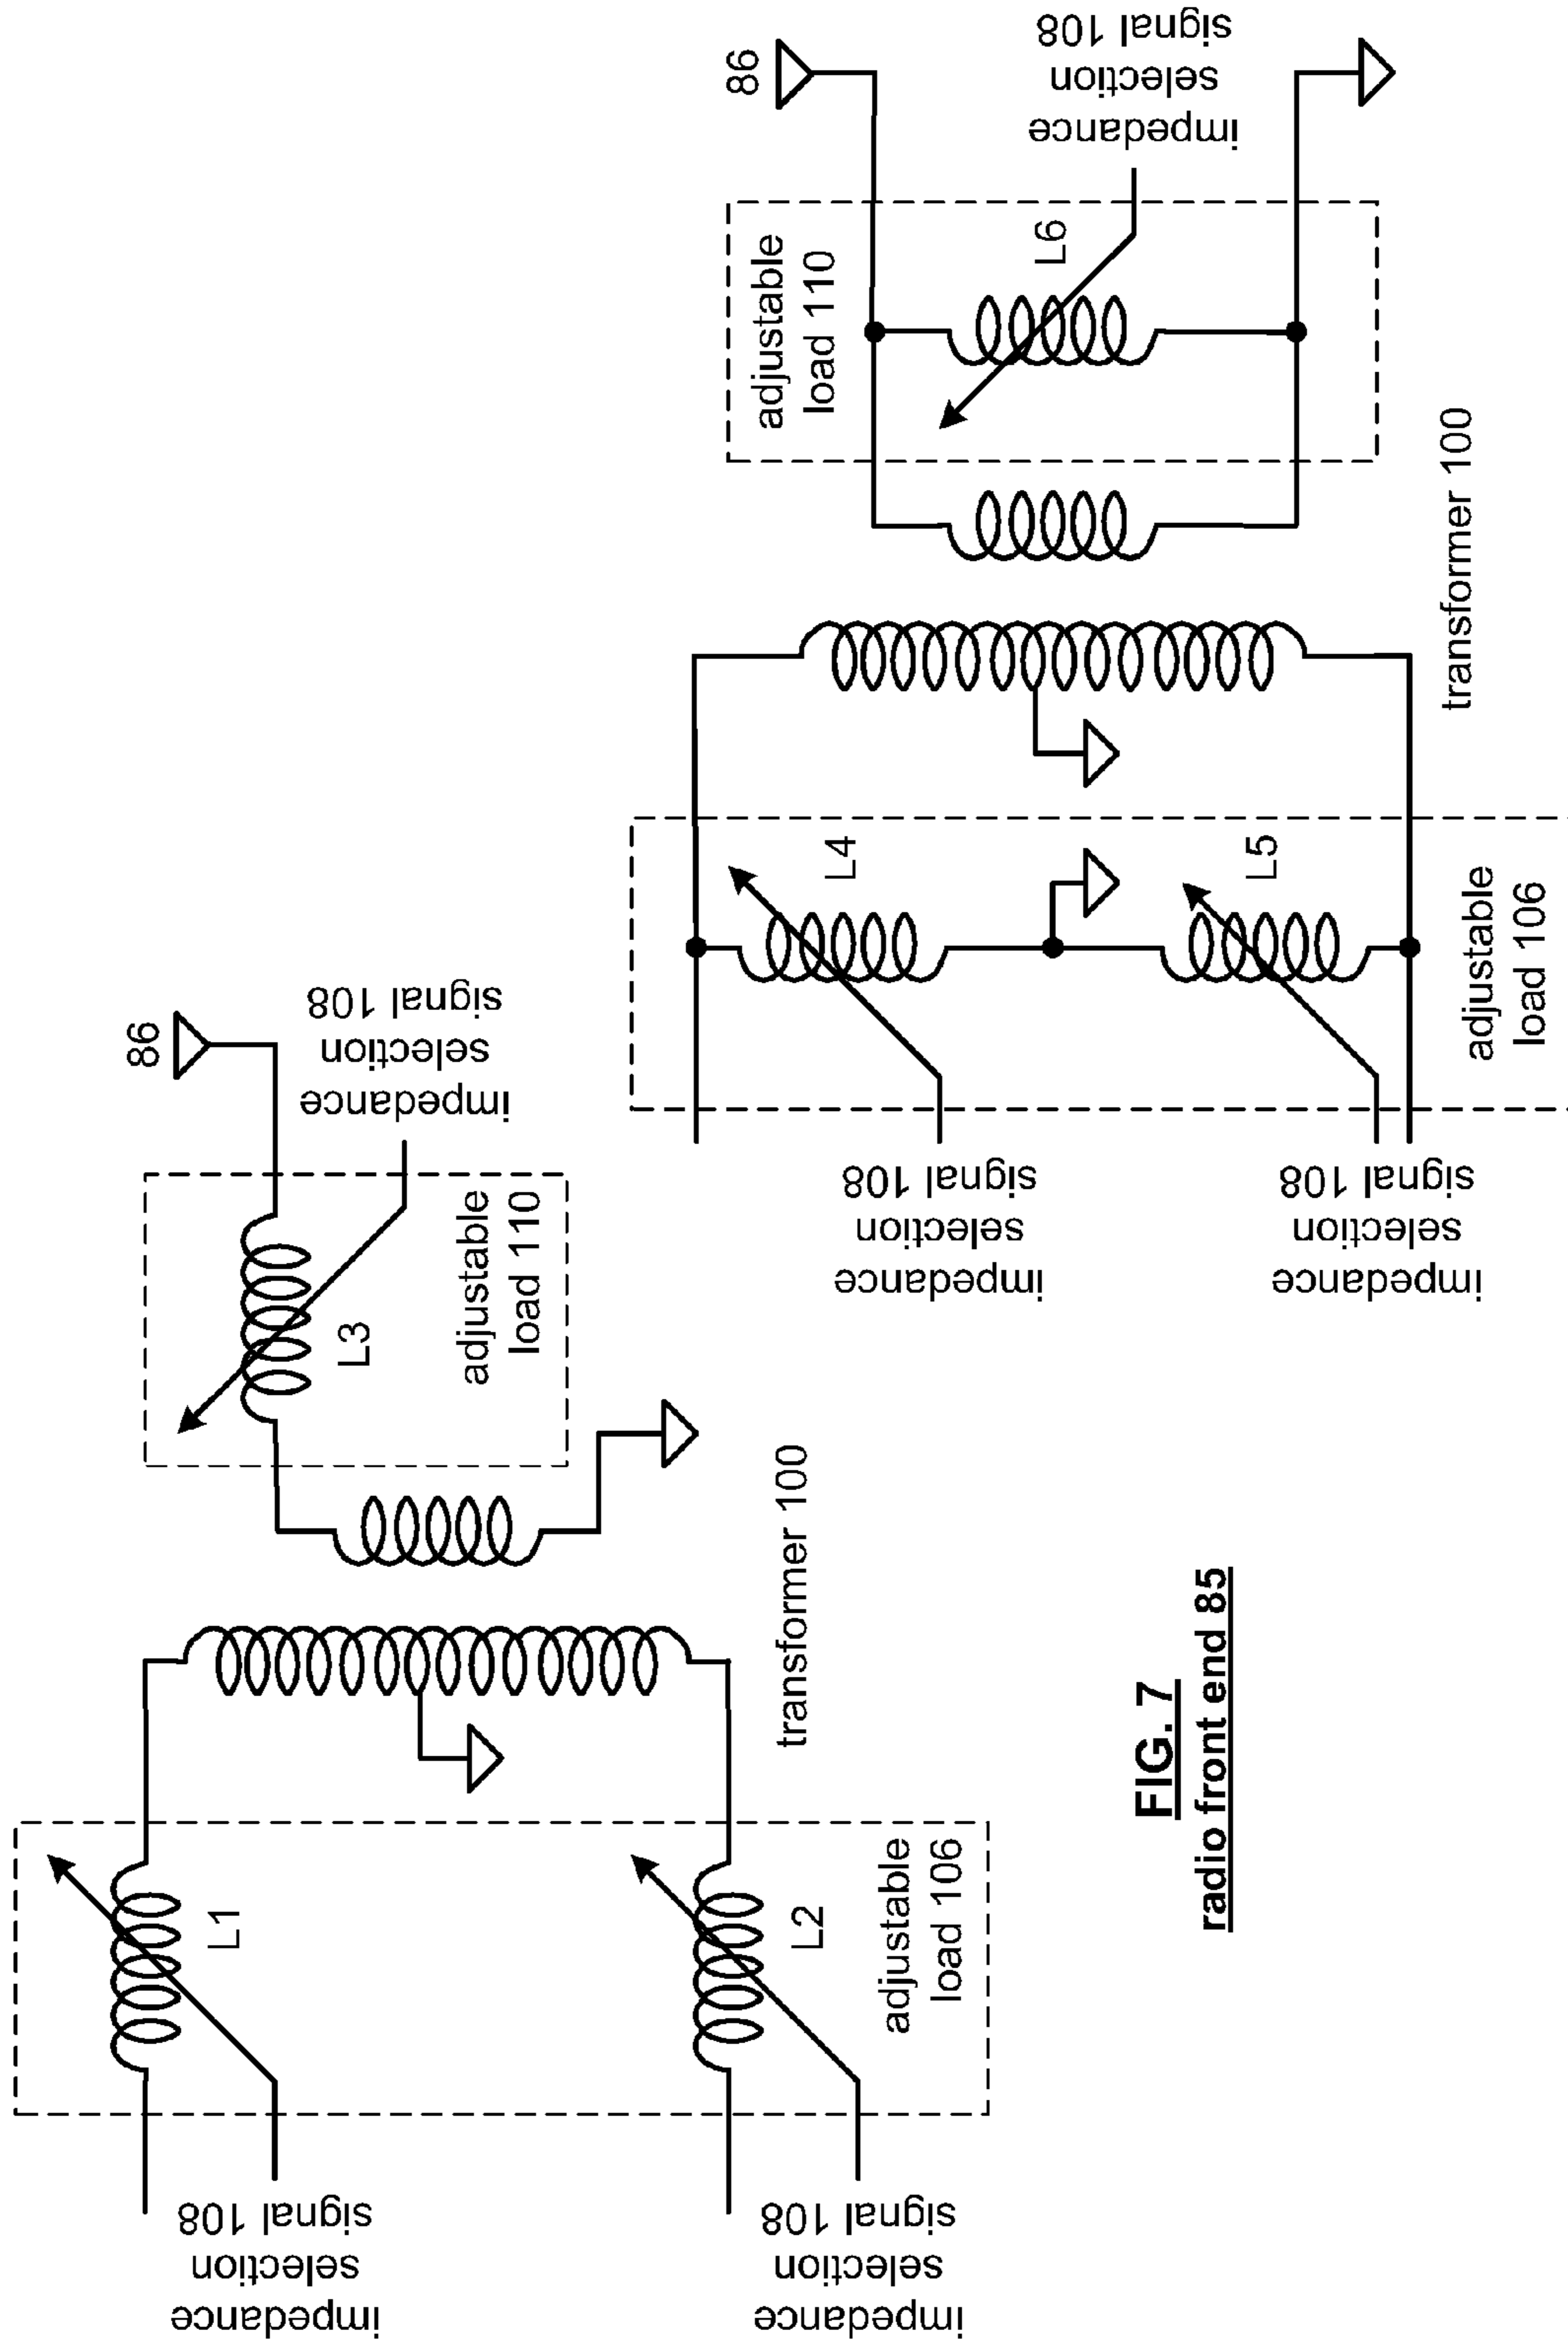 86
impedance
selection
signal 108
L3
adjustable
load 110
impedance
selection
signal 108
L1
impedance
selection
signal 108
L2
adjustable
load 106
transformer 100
86
impedance
selection
signal 108
adjustable
load 110
L6
impedance
selection
signal 108
L4
impedance
selection
signal 108
L5
adjustable
load 106
transformer 100
FIG. 7
radio front end 85